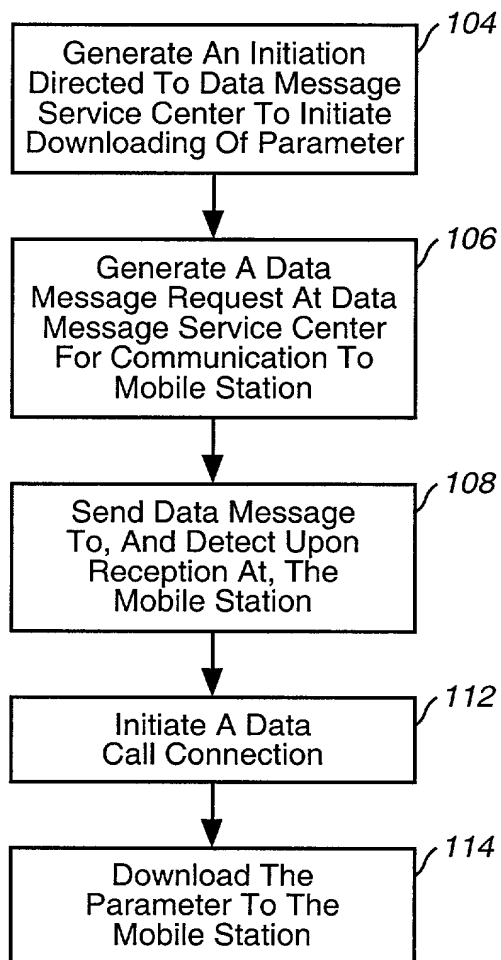 104
Generate An Initiation
Directed To Data Message
Service Center To Initiate
Downloading Of Parameter
106
Generate A Data
Message Request At Data
Message Service Center
For Communication To
Mobile Station
108
Send Data Message
To, And Detect Upon
Reception At, The
Mobile Station
112
Initiate A Data
Call Connection
114
Download The
Parameter To The
Mobile Station